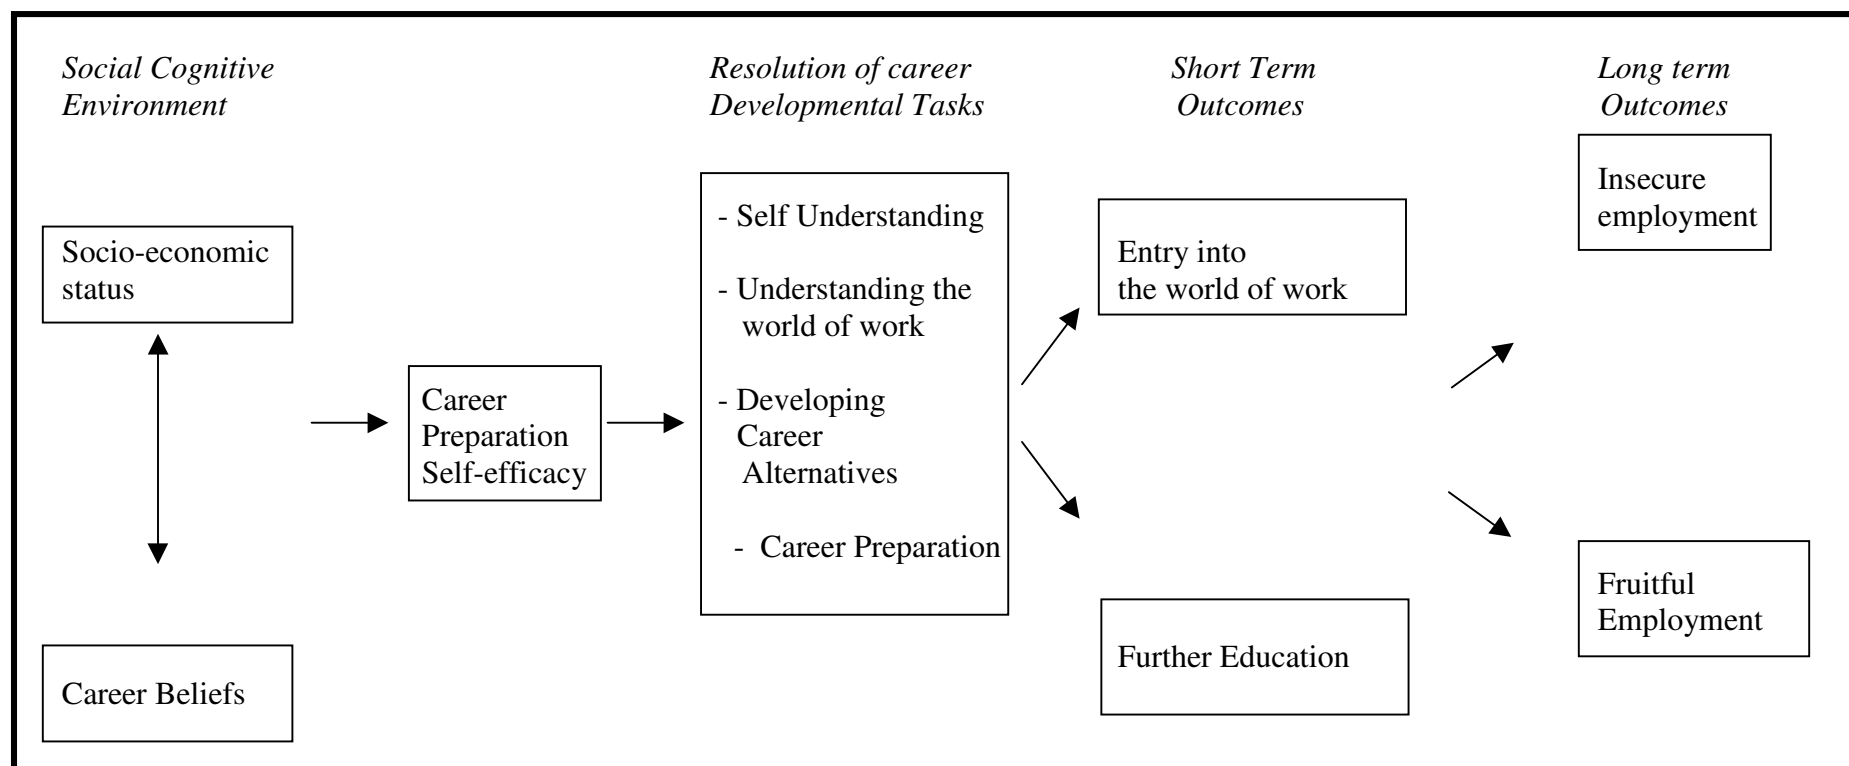 Social Cognitive
Environment
Resolution of career
Developmental Tasks
Short Term
Outcomes
Long term
Outcomes
Socio-economic
status
Career Beliefs
Career
Preparation
Self-efficacy
- Self Understanding
- Understanding the
world of work
- Developing
Career
Alternatives
- Career Preparation
Entry into
the world of work
Further Education
Insecure
employment
Fruitful
Employment